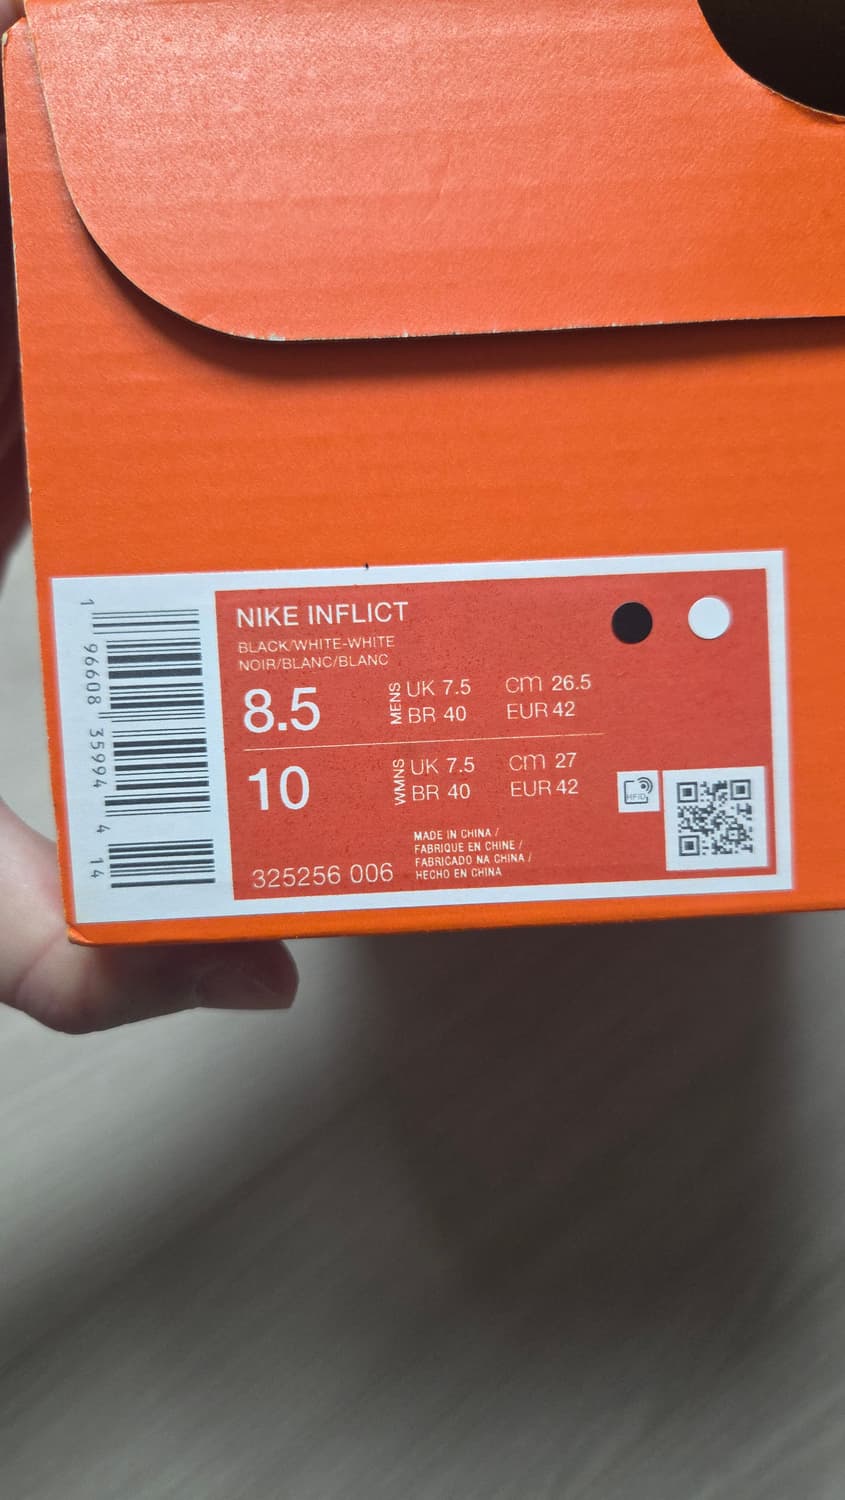 NIKE INFLICT
BLACK/WHITE-WHITE
NOIR/BLANC/BLANC
8.5 MENS UK 7.5 cm 26.5
BR 40 EUR 42
10 WMNS UK 7.5 cm 27
BR 40 EUR 42
MADE IN CHINA /
FABRIQUE EN CHINE /
FABRICADO NA CHINA /
HECHO EN CHINA
325256 006
RFID
1 96608 35994 4 14